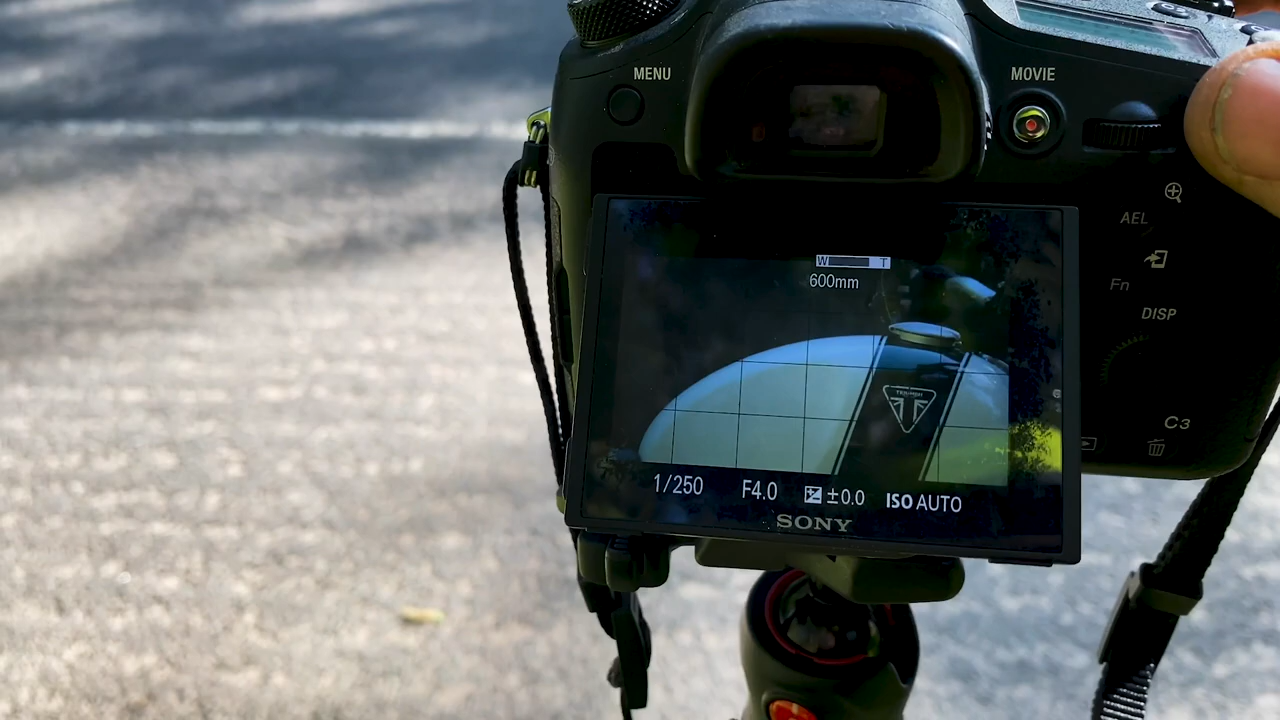 MENU
MOVIE
AEL
Fn
DISP
C3
W T
600mm
TRIUMPH
1/250 F4.0 ±0.0 ISO AUTO
SONY